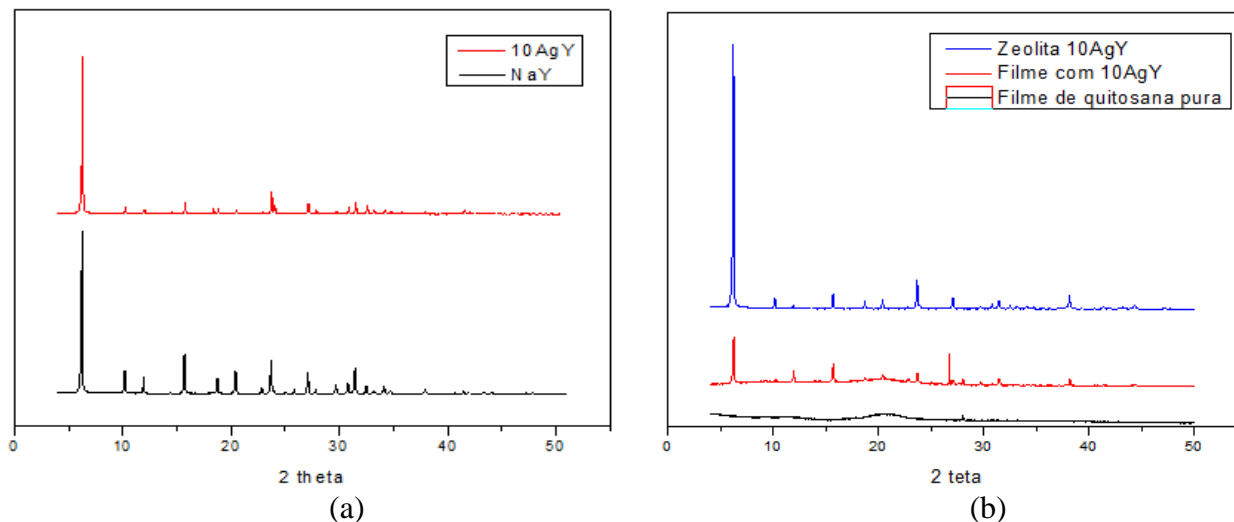 10AgY
NaY
0
10
20
30
40
50
2 theta
(a)
Zeolita 10AgY
Filme com 10AgY
Filme de quitosana pura
0
10
20
30
40
50
2 teta
(b)